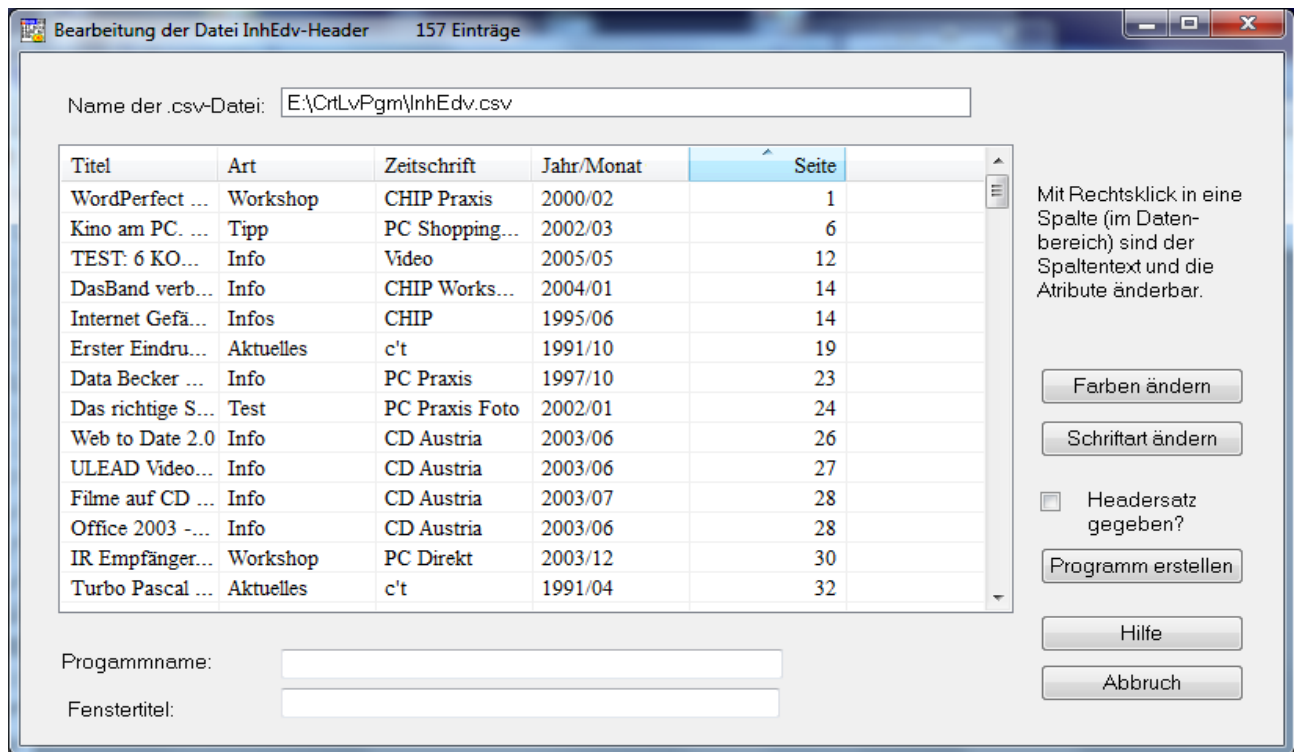 Bearbeitung der Datei InhEdv-Header 157 Einträge
Name der .csv-Datei: E:\CrtLvPgm\InhEdv.csv
Titel Art Zeitschrift Jahr/Monat Seite
WordPerfect ... Workshop CHIP Praxis 2000/02 1
Kino am PC. ... Tipp PC Shopping... 2002/03 6
TEST: 6 KO... Info Video 2005/05 12
DasBand verb... Info CHIP Works... 2004/01 14
Internet Gefä... Infos CHIP 1995/06 14
Erster Eindru... Aktuelles c't 1991/10 19
Data Becker ... Info PC Praxis 1997/10 23
Das richtige S... Test PC Praxis Foto 2002/01 24
Web to Date 2.0 Info CD Austria 2003/06 26
ULEAD Video... Info CD Austria 2003/06 27
Filme auf CD ... Info CD Austria 2003/07 28
Office 2003 -... Info CD Austria 2003/06 28
IR Empfänger... Workshop PC Direkt 2003/12 30
Turbo Pascal ... Aktuelles c't 1991/04 32
Mit Rechtsklick in eine
Spalte (im Daten-
bereich) sind der
Spaltentext und die
Atribute änderbar.
Farben ändern
Schriftart ändern
Headersatz
gegeben?
Programm erstellen
Hilfe
Abbruch
Progammname:
Fenstertitel: